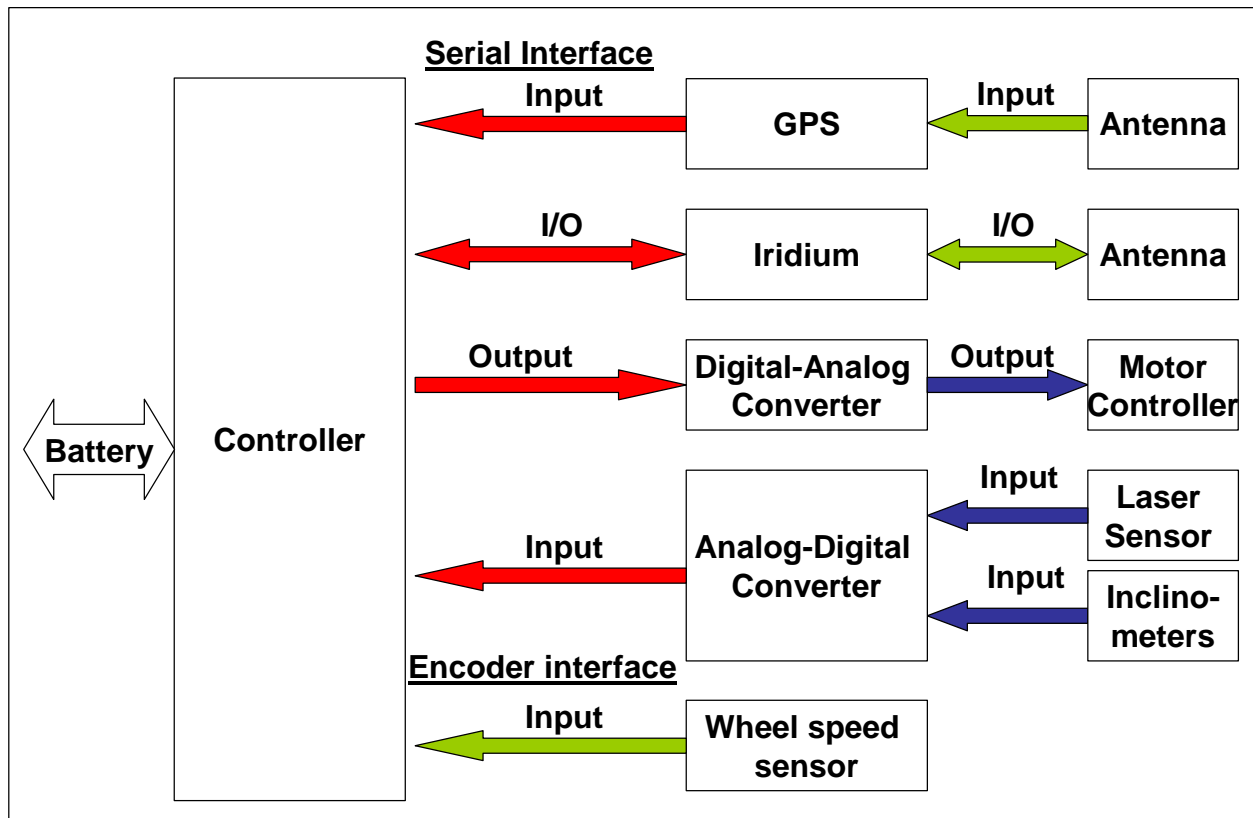 Serial Interface
Input
GPS
Input
Antenna
I/O
Iridium
I/O
Antenna
Output
Digital-Analog
Converter
Output
Motor
Controller
Battery
Controller
Input
Analog-Digital
Converter
Input
Laser
Sensor
Input
Inclino-
meters
Encoder interface
Input
Wheel speed
sensor